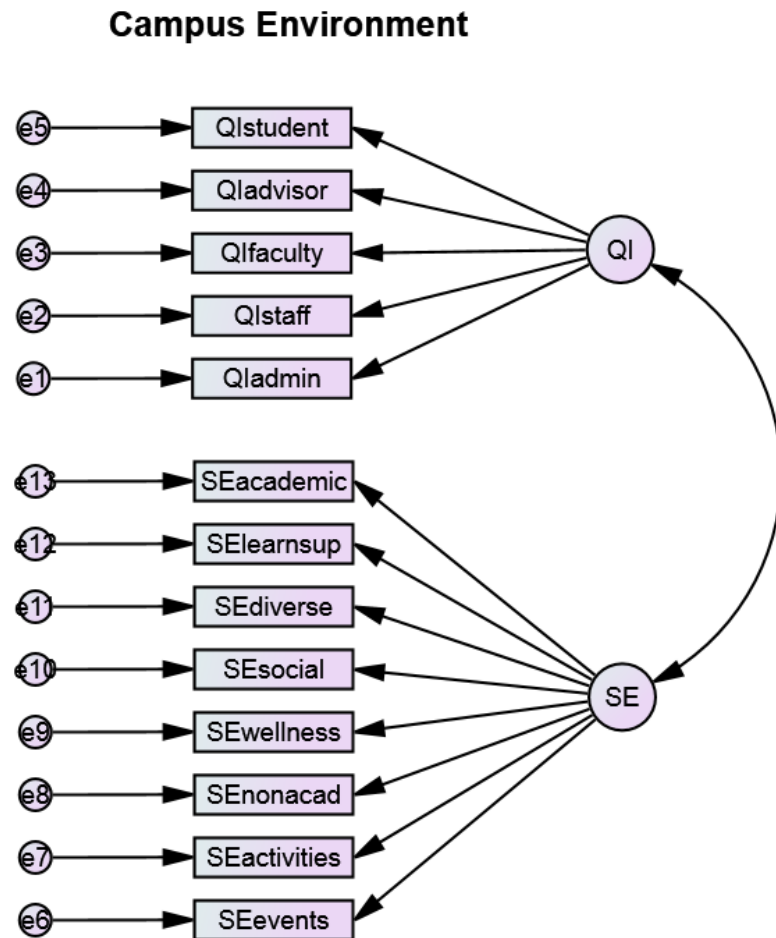 Campus Environment
e5 QIstudent
e4 QIadvisor
e3 QIfaculty QI
e2 QIstaff
e1 QIadmin
e13 SEacademic
e12 SElearnsup
e11 SEdiverse
e10 SEsocial
SE
e9 SEwellness
e8 SEnonacad
e7 SEactivities
e6 SEevents